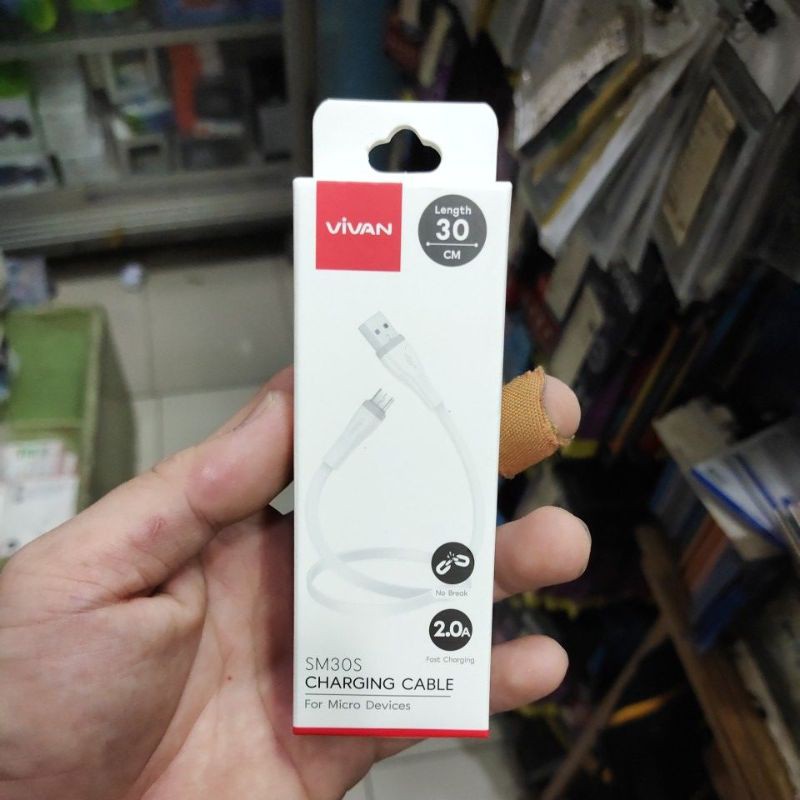 ViVAN
Length
30
CM
No Break
2.0A
Fast Charging
SM30S
CHARGING CABLE
For Micro Devices